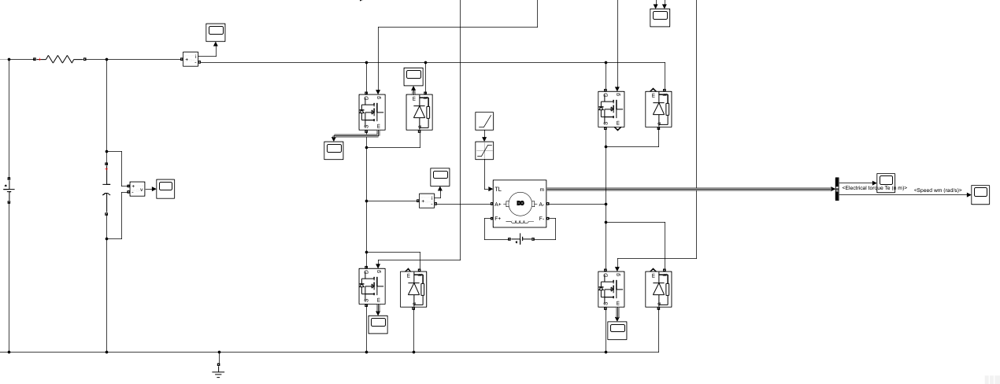 +
i
-
g
D
E
S
m
g
D
E
S
m
E
TL
m
<Electrical torque Te (n m)>
<Speed wm (rad/s)>
+
-
v
+
i
-
A+
DC
A-
F+
F-
g
D
E
S
m
g
D
E
S
m